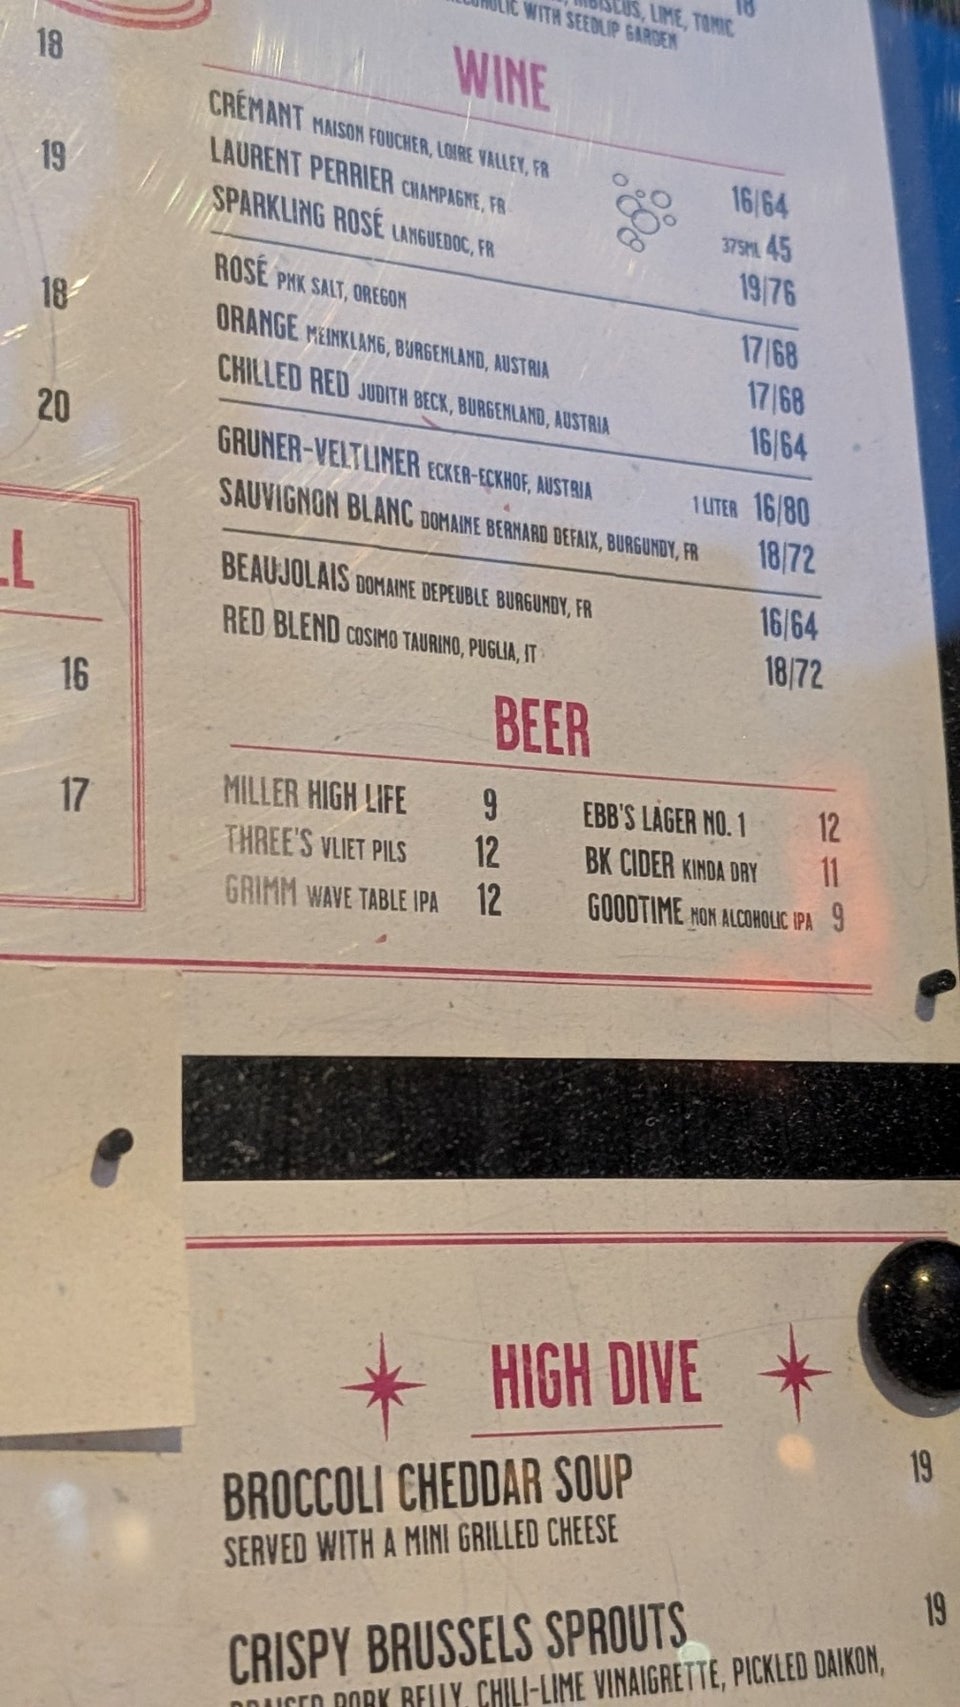 18
HIBISCUS, LIME, TONIC
WITH SEEDLIP GARDEN
18
WINE
CRÉMANT MAISON FOUCHER, LOIRE VALLEY, FR 16/64
19
LAURENT PERRIER CHAMPAGNE, FR 375ML 45
SPARKLING ROSÉ LANGUEDOC, FR 19/76
18
ROSÉ PNK SALT, OREGON 17/68
ORANGE MEINKLANG, BURGENLAND, AUSTRIA 17/68
20
CHILLED RED JUDITH BECK, BURGENLAND, AUSTRIA 16/64
GRUNER-VELTLINER ECKER-ECKHOF, AUSTRIA 1 LITER 16/80
SAUVIGNON BLANC DOMAINE BERNARD DEFAIX, BURGUNDY, FR 18/72
BEAUJOLAIS DOMAINE DEPEUBLE BURGUNDY, FR 16/64
RED BLEND COSIMO TAURINO, PUGLIA, IT 18/72
16
BEER
17
MILLER HIGH LIFE 9
THREE'S VLIET PILS 12
GRIMM WAVE TABLE IPA 12
EBB'S LAGER NO. 1 12
BK CIDER KINDA DRY 11
GOODTIME NON ALCOHOLIC IPA 9
HIGH DIVE
BROCCOLI CHEDDAR SOUP 19
SERVED WITH A MINI GRILLED CHEESE
CRISPY BRUSSELS SPROUTS 19
BRAISED PORK BELLY, CHILI-LIME VINAIGRETTE, PICKLED DAIKON,